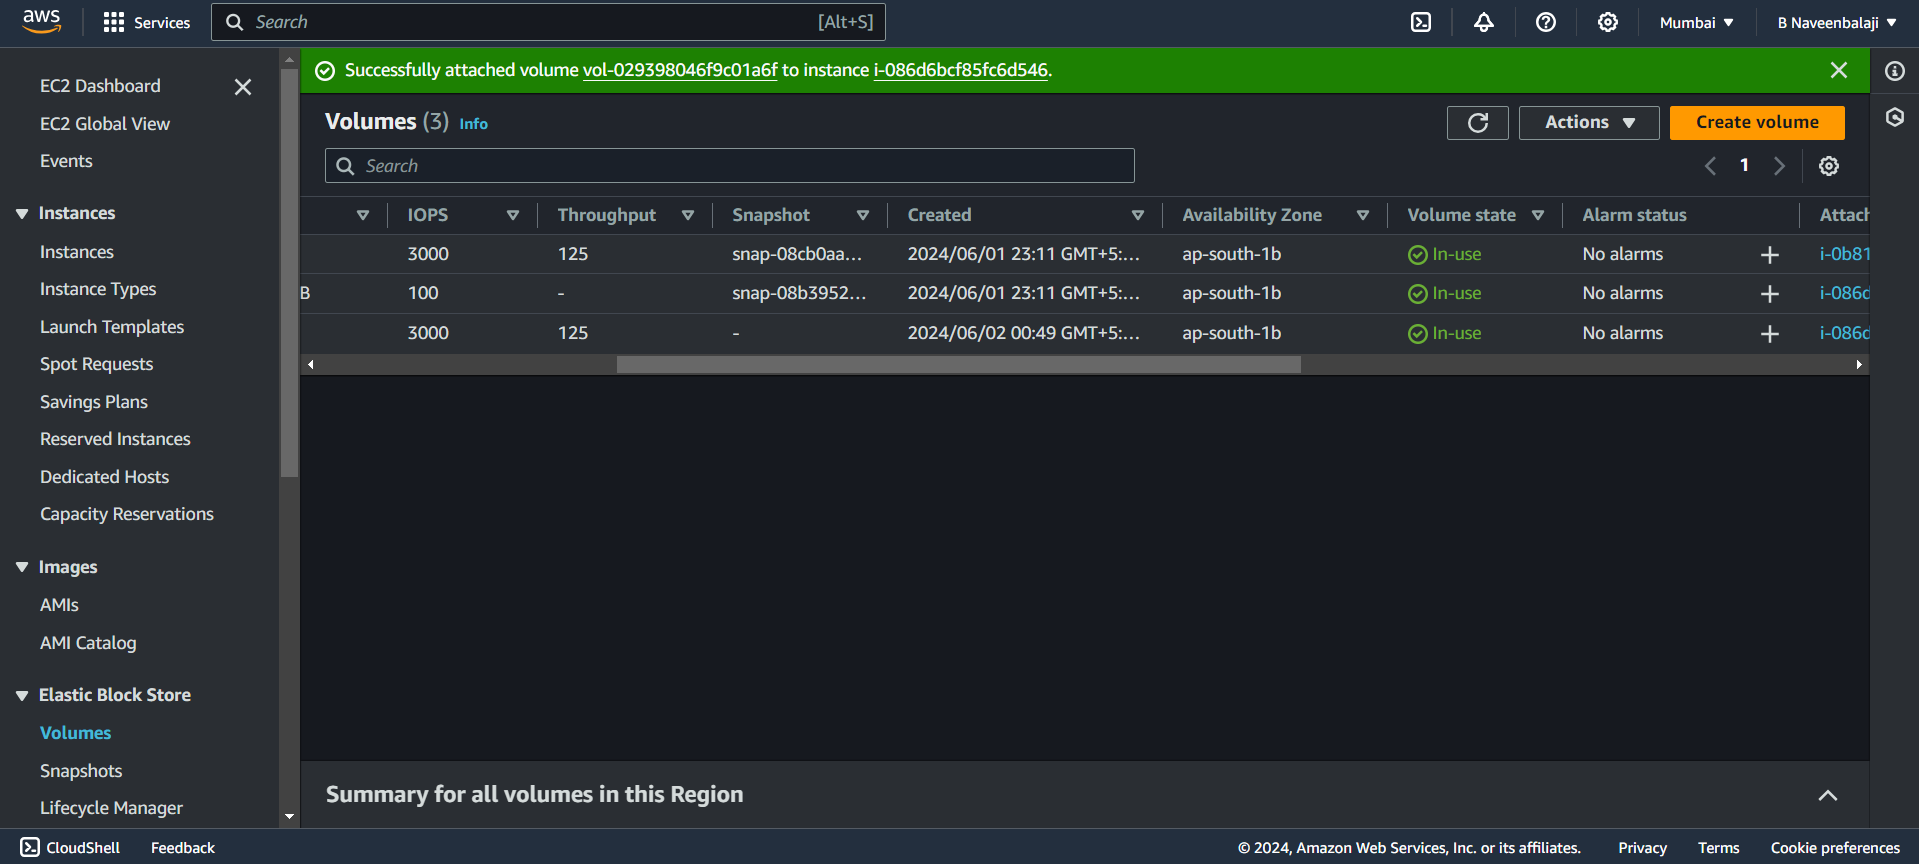 aws Services Search [Alt+S] Mumbai B Naveenbalaji
EC2 Dashboard
EC2 Global View
Events
Instances
Instances
Instance Types
Launch Templates
Spot Requests
Savings Plans
Reserved Instances
Dedicated Hosts
Capacity Reservations
Images
AMIs
AMI Catalog
Elastic Block Store
Volumes
Snapshots
Lifecycle Manager
Successfully attached volume vol-029398046f9c01a6f to instance i-086d6bcf85fc6d546.
Volumes (3) Info Actions Create volume
Search 1
IOPS Throughput Snapshot Created Availability Zone Volume state Alarm status Attach
3000 125 snap-08cb0aa... 2024/06/01 23:11 GMT+5:... ap-south-1b In-use No alarms + i-0b81
B 100 - snap-08b3952... 2024/06/01 23:11 GMT+5:... ap-south-1b In-use No alarms + i-086d
3000 125 - 2024/06/02 00:49 GMT+5:... ap-south-1b In-use No alarms + i-086d
Summary for all volumes in this Region
CloudShell Feedback © 2024, Amazon Web Services, Inc. or its affiliates. Privacy Terms Cookie preferences